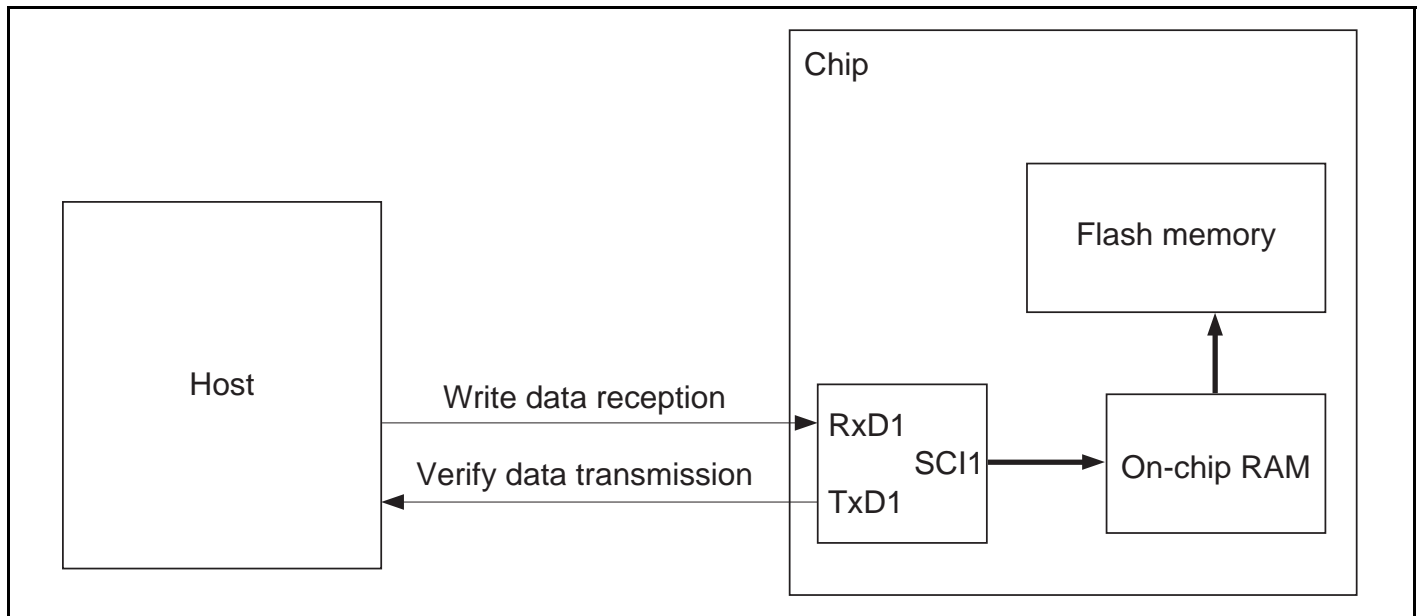 Chip
Flash memory
Host
Write data reception
RxD1
SCI1
On-chip RAM
Verify data transmission
TxD1